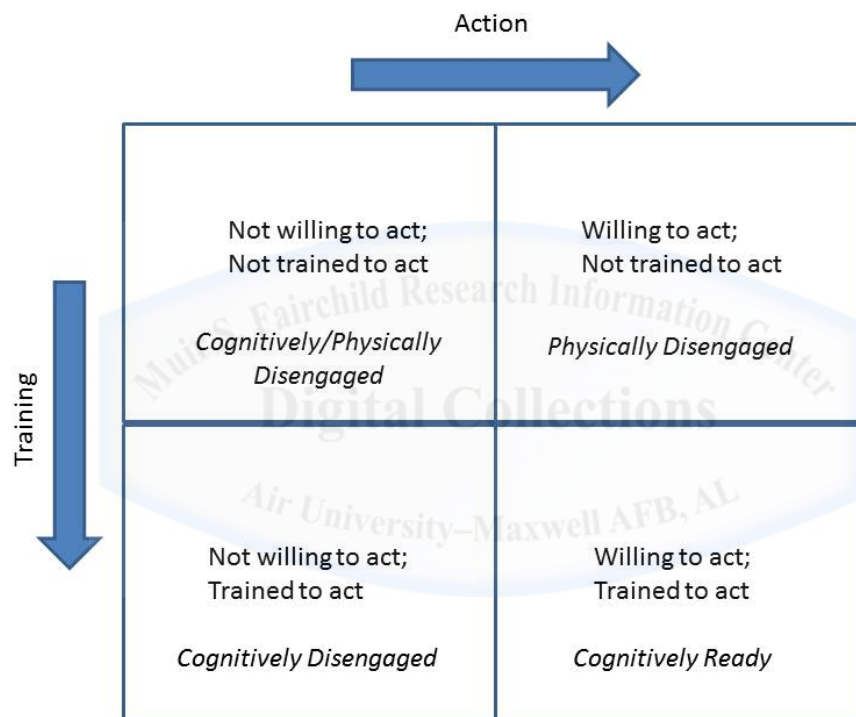 Action
Training
Not willing to act;
Not trained to act
Cognitively/Physically
Disengaged
Willing to act;
Not trained to act
Physically Disengaged
Not willing to act;
Trained to act
Cognitively Disengaged
Willing to act;
Trained to act
Cognitively Ready
Muir S. Fairchild Research Information Center
Digital Collections
Air University–Maxwell AFB, AL